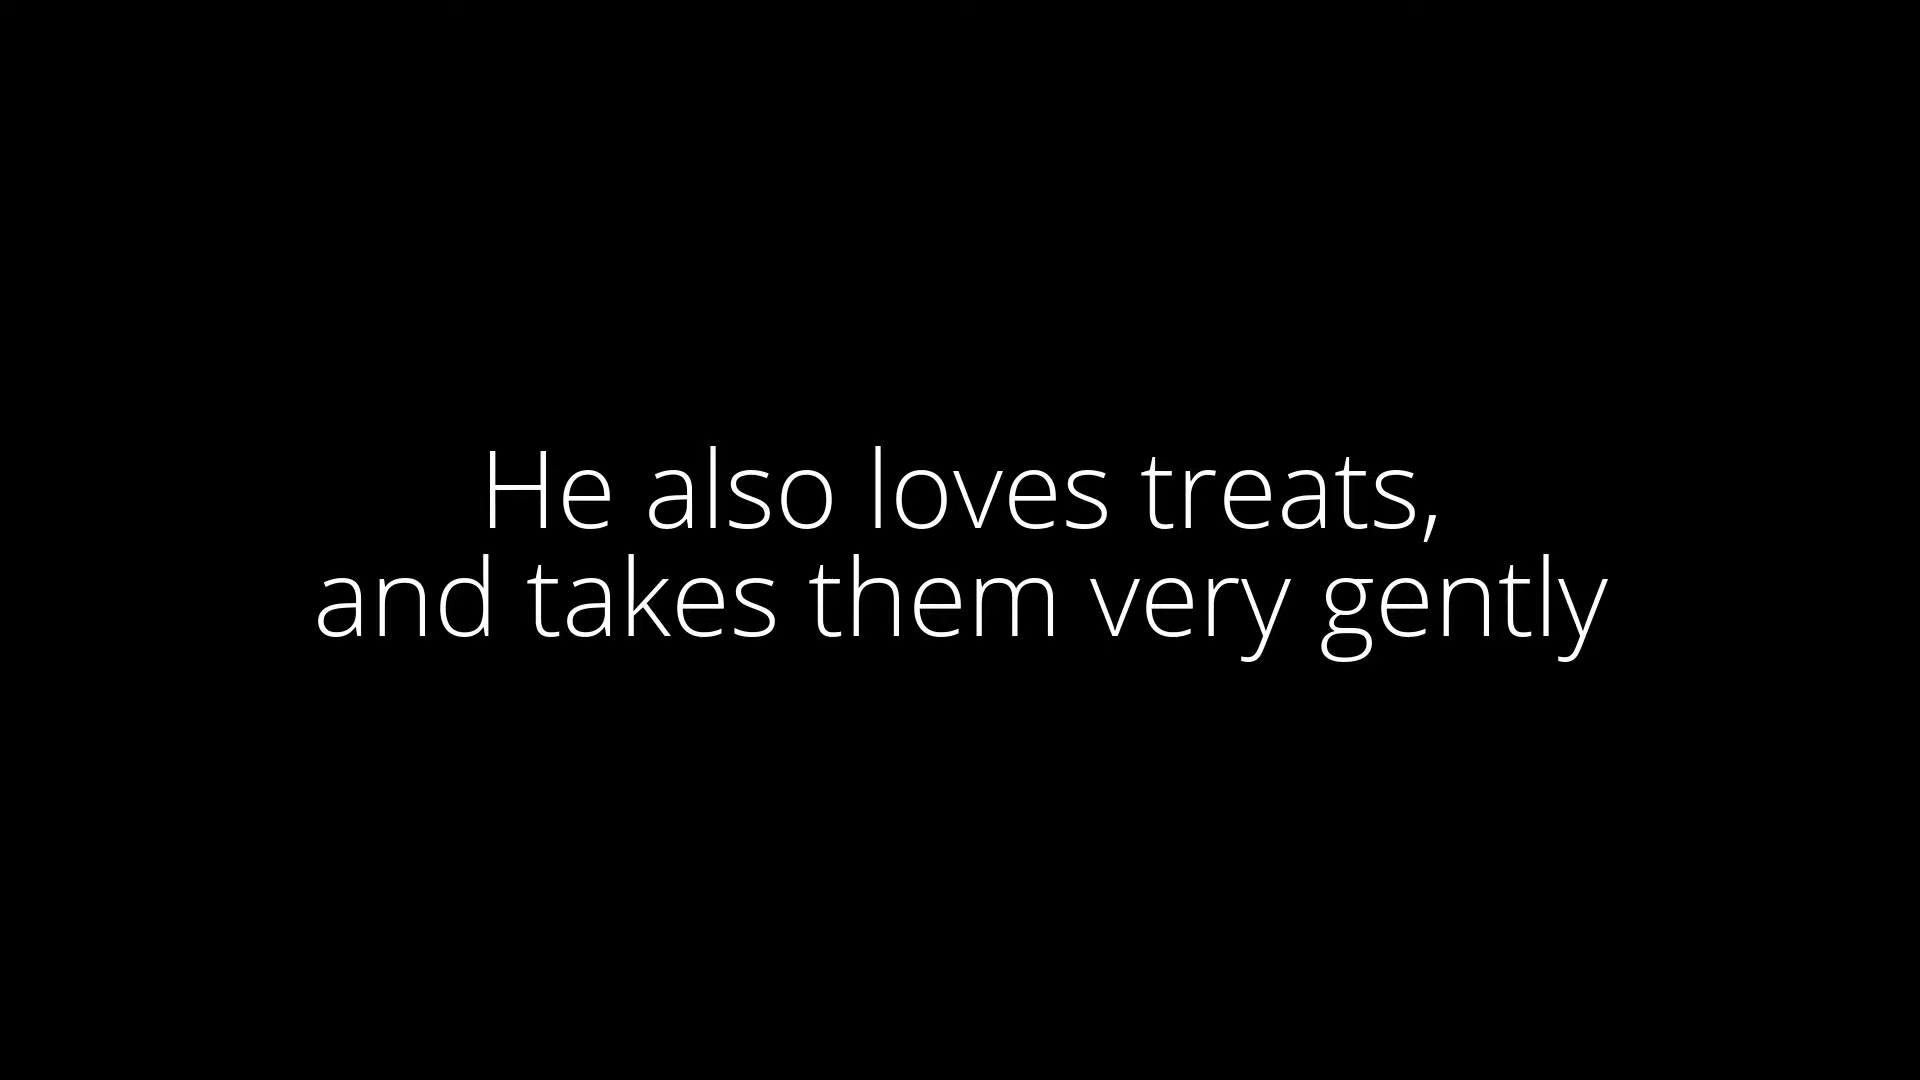 He also loves treats,
and takes them very gently